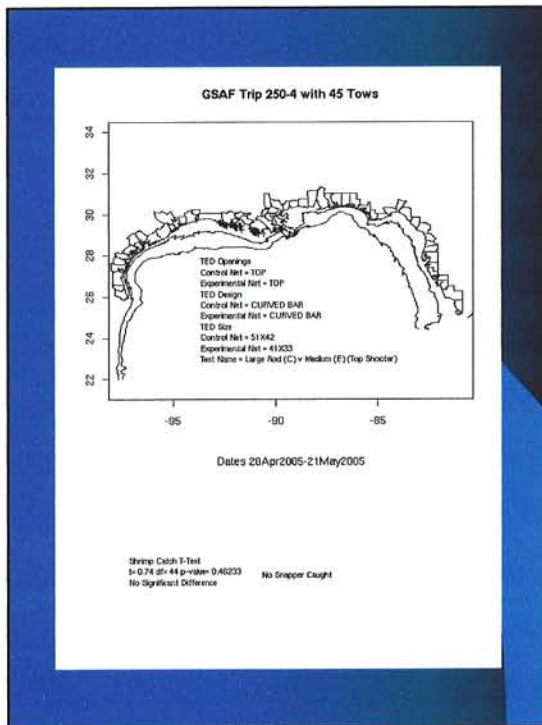 GSAF Trip 250-4 with 45 Tows
34
32
30
28
26
24
22
TED Openings
Control Net = TOP
Experimental Net = TOP
TED Design
Control Net = CURVED BAR
Experimental Net = CURVED BAR
TED Size
Control Net = 51X42
Experimental Net = 41X33
Test Name = Large Rod (C) v Medium (E) (Top Shooter)
-95 -90 -85
Dates 28Apr2005-21May2005
Shrimp Catch T-Test
t= 0.74 df= 44 p-value= 0.46233 No Snapper Caught
No Significant Difference